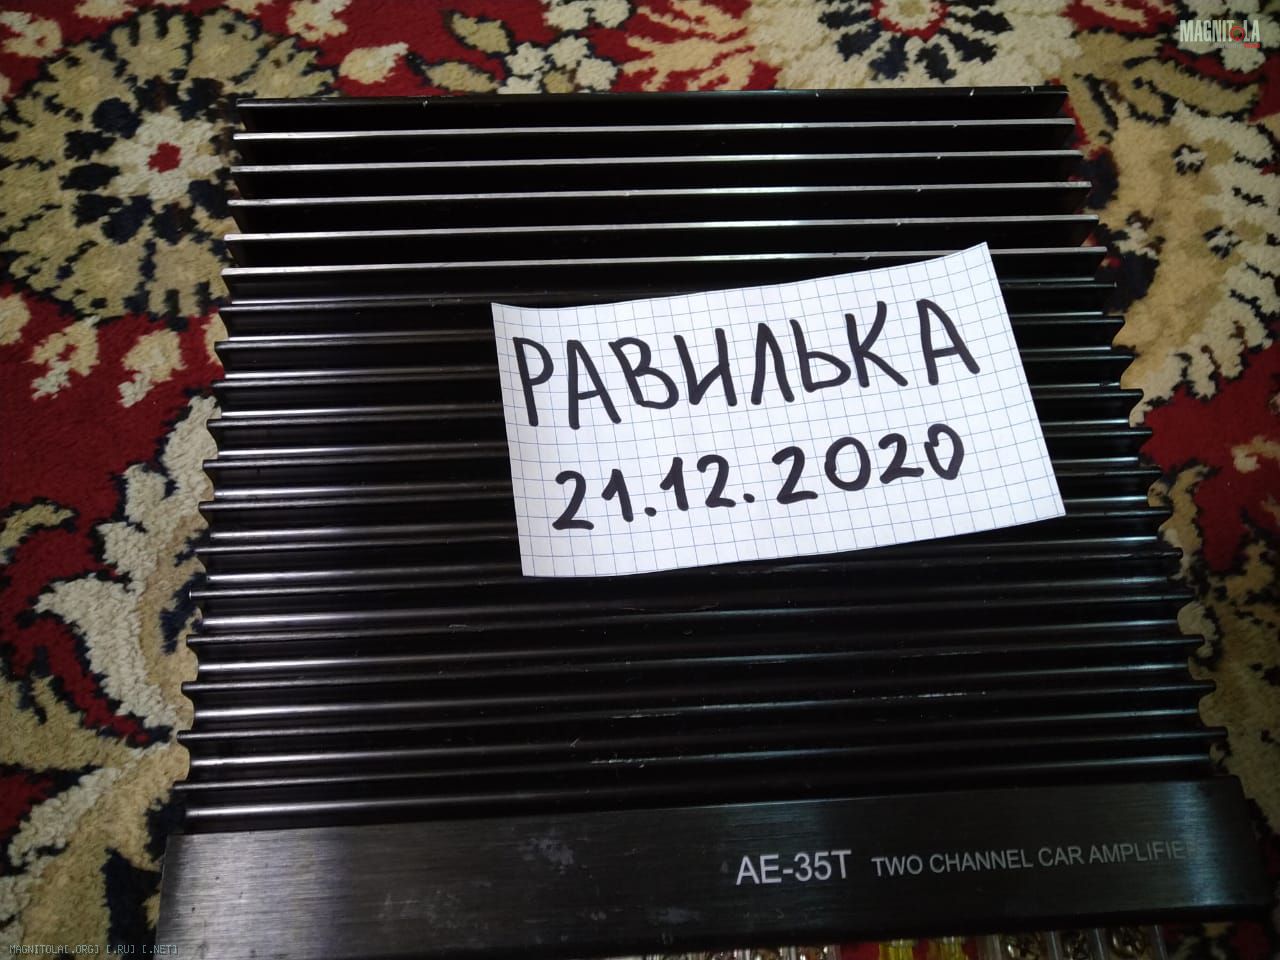 MAGNITOLA
РАВИЛЬКА
21.12.2020
AE-35T TWO CHANNEL CAR AMPLIFIER
MAGNITOLA[.ORG] [.RU] [.NET]